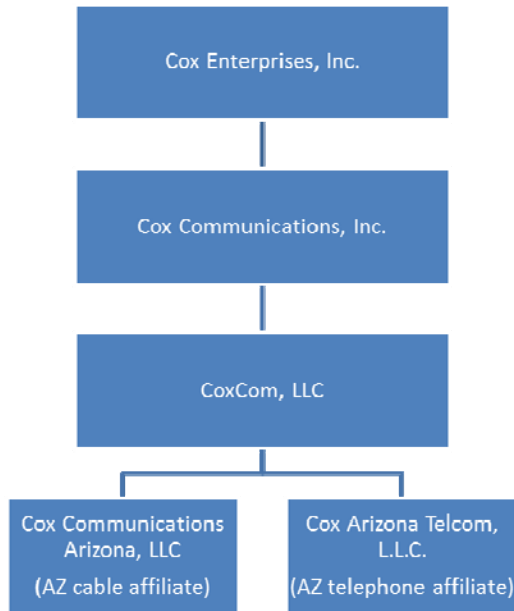 Cox Enterprises, Inc.
Cox Communications, Inc.
CoxCom, LLC
Cox Communications
Arizona, LLC
(AZ cable affiliate)
Cox Arizona Telcom,
L.L.C.
(AZ telephone affiliate)